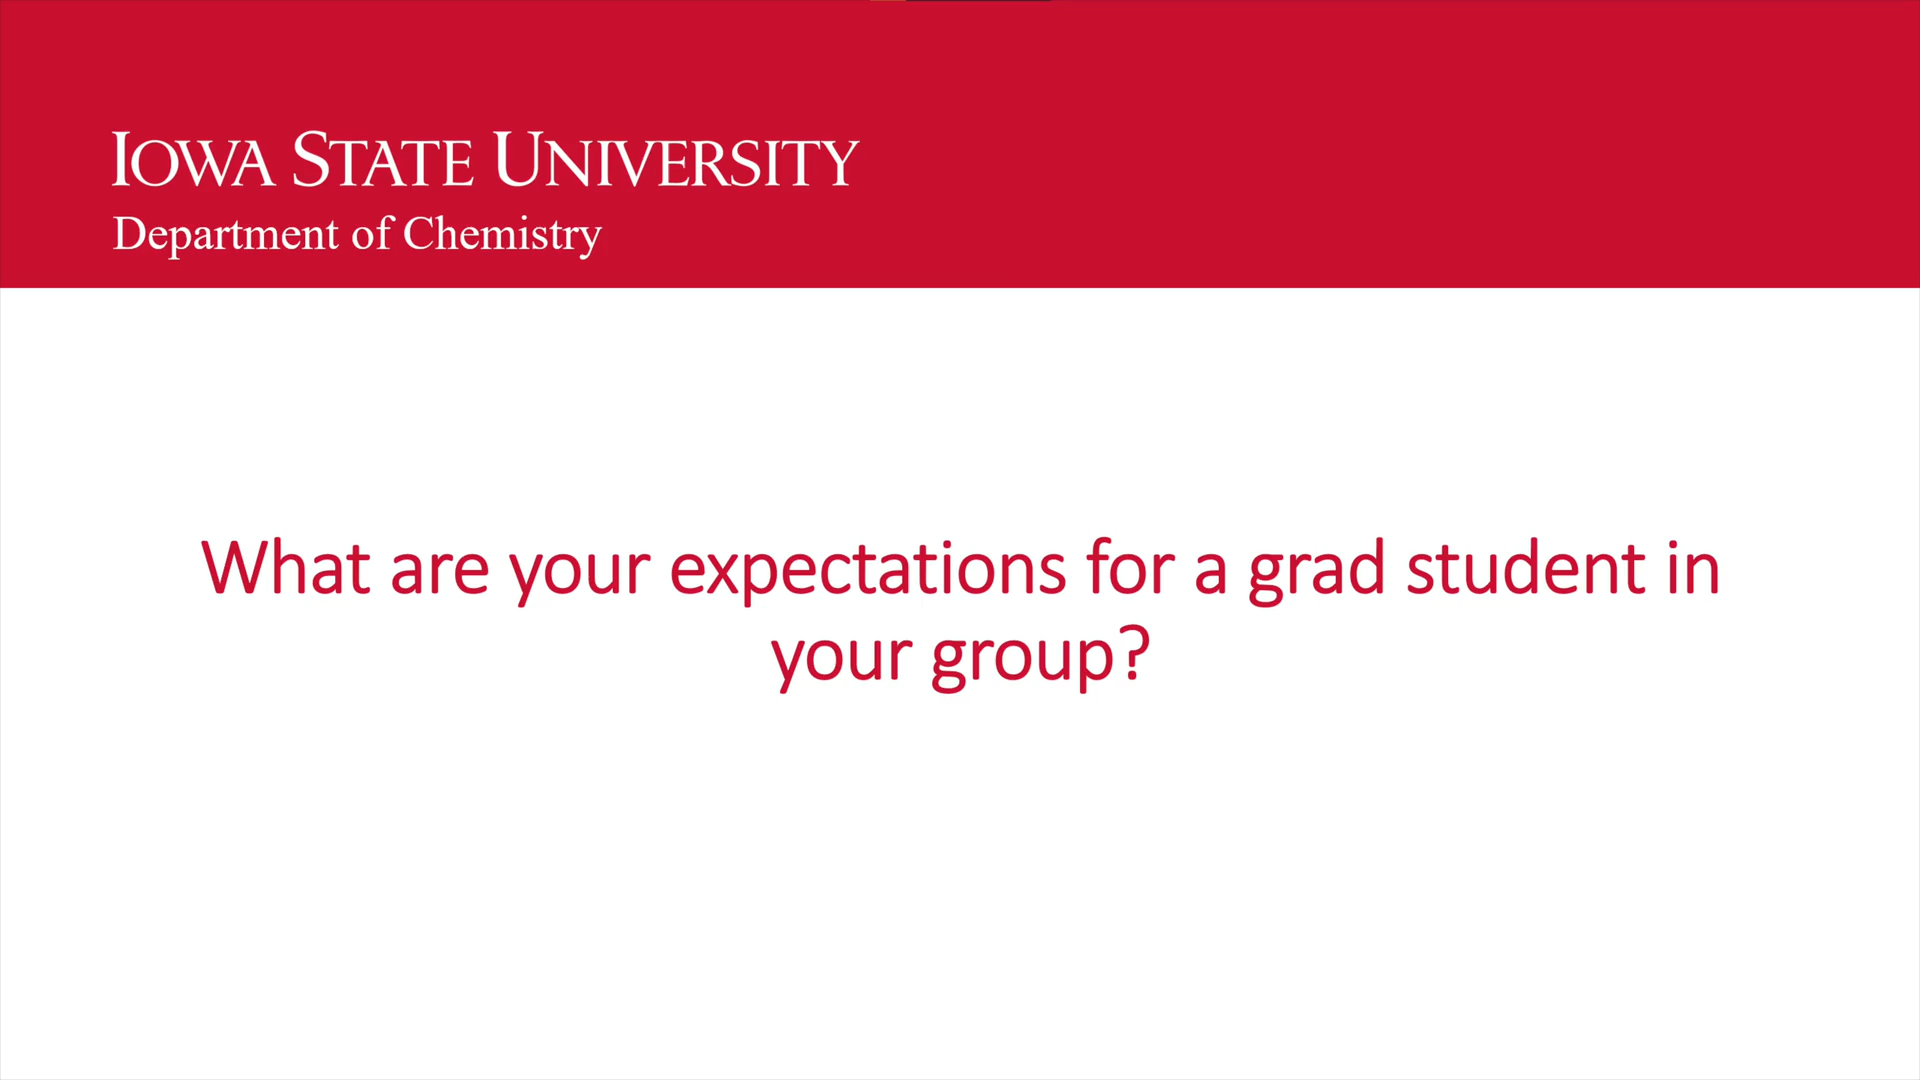 IOWA STATE UNIVERSITY
Department of Chemistry
What are your expectations for a grad student in
your group?